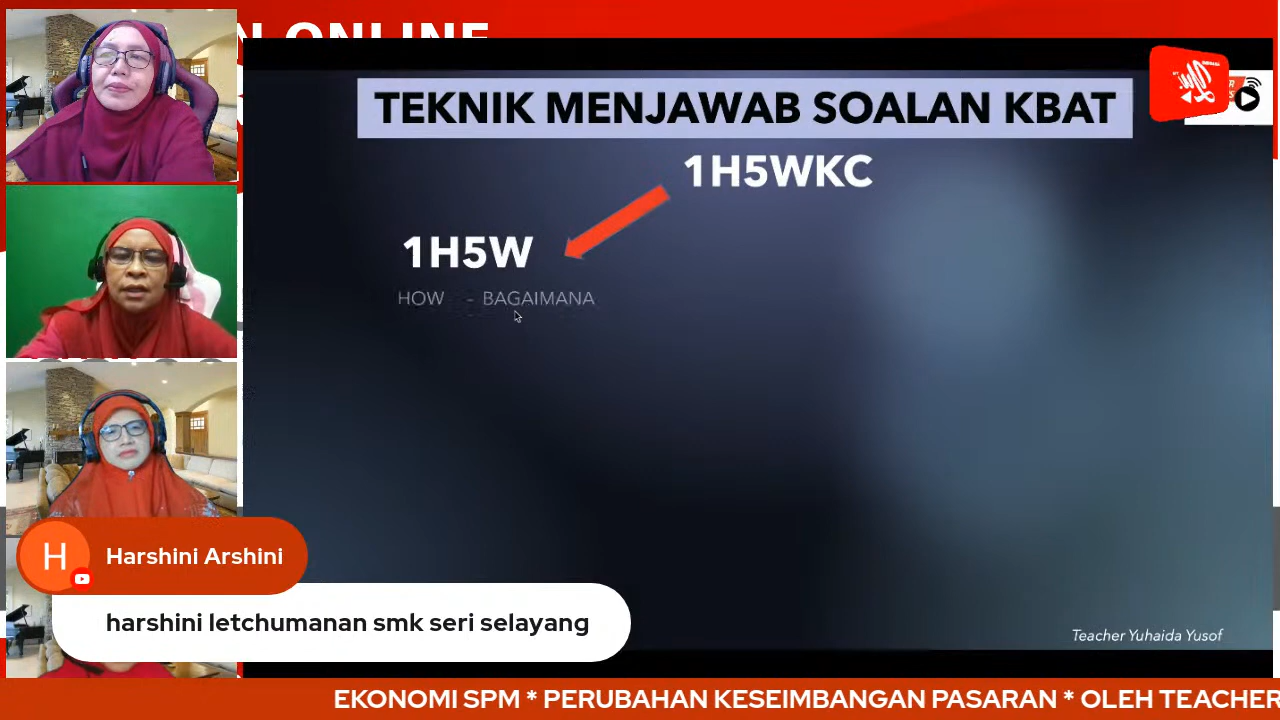 N ONLINE
TEKNIK MENJAWAB SOALAN KBAT
1H5WKC
1H5W
HOW - BAGAIMANA
H
Harshini Arshini
harshini letchumanan smk seri selayang
Teacher Yuhaida Yusof
EKONOMI SPM * PERUBAHAN KESEIMBANGAN PASARAN * OLEH TEACHER